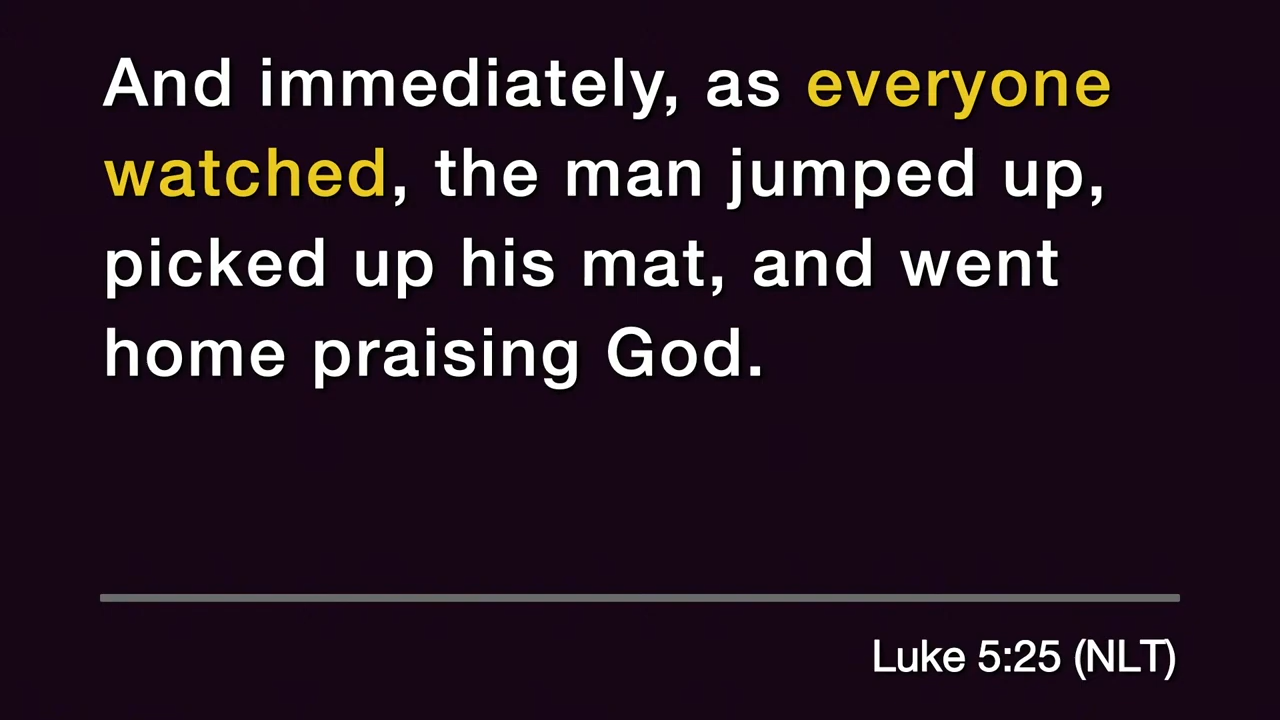 And immediately, as everyone
watched, the man jumped up,
picked up his mat, and went
home praising God.
Luke 5:25 (NLT)